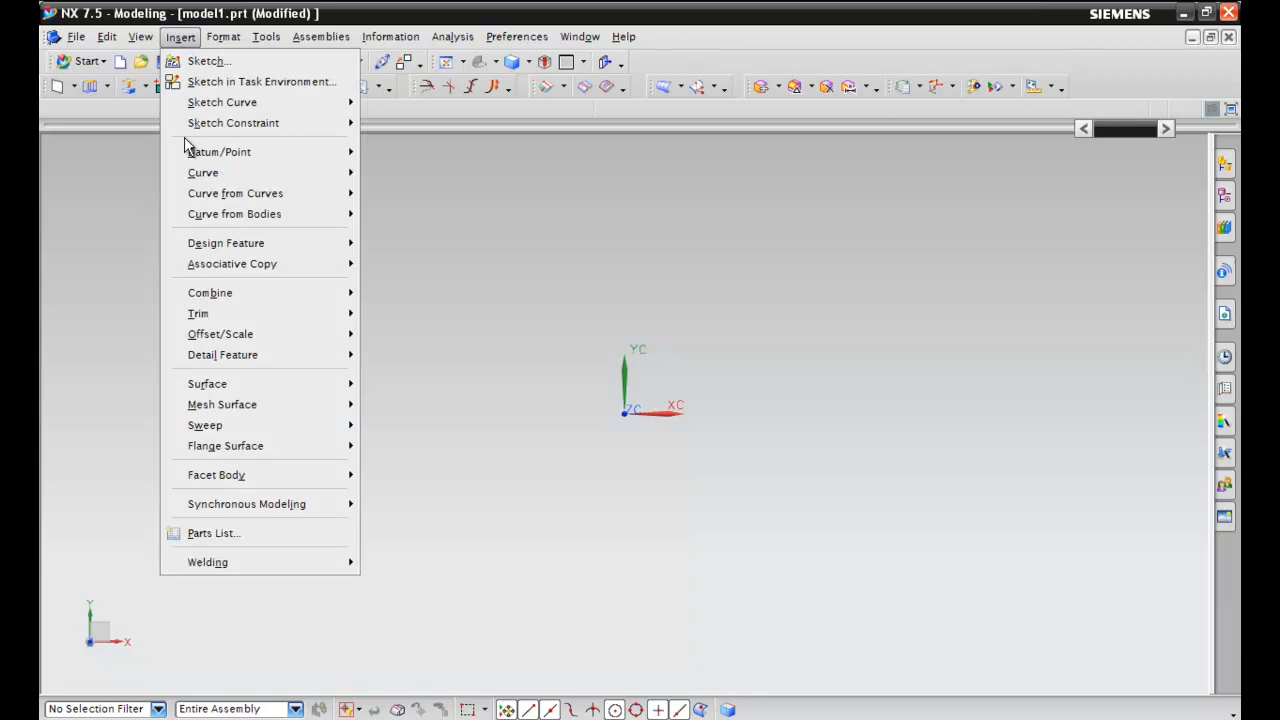 NX 7.5 - Modeling - [model1.prt (Modified) ]
SIEMENS
File Edit View Insert Format Tools Assemblies Information Analysis Preferences Window Help
Start
Sketch...
Sketch in Task Environment...
Sketch Curve
Sketch Constraint
Datum/Point
Curve
Curve from Curves
Curve from Bodies
Design Feature
Associative Copy
Combine
Trim
Offset/Scale
Detail Feature
Surface
Mesh Surface
Sweep
Flange Surface
Facet Body
Synchronous Modeling
Parts List...
Welding
YC
ZC
XC
Y
X
No Selection Filter
Entire Assembly